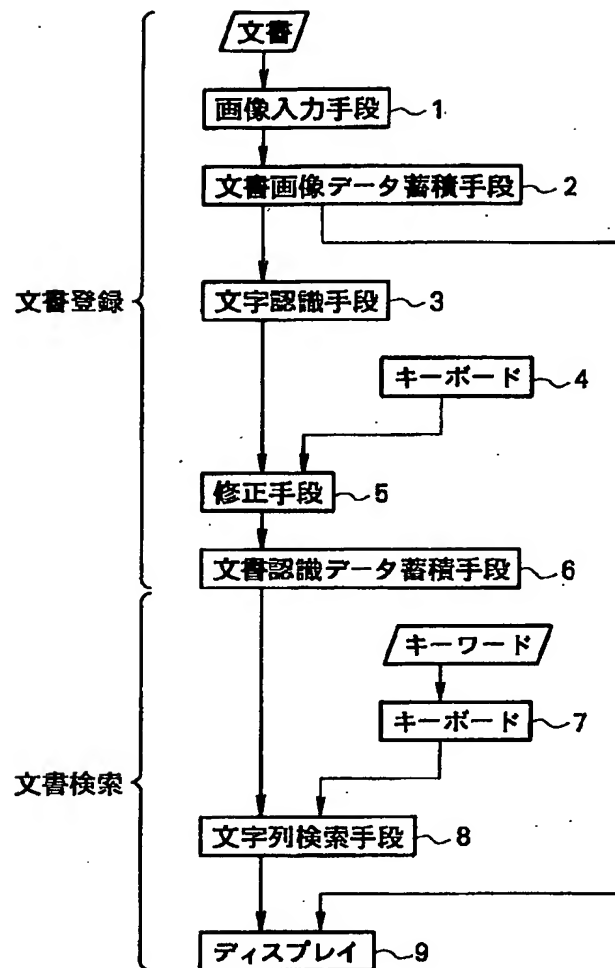 文書
画像入力手段 1
文書画像データ蓄積手段 2
文書登録
文字認識手段 3
キーボード 4
修正手段 5
文書認識データ蓄積手段 6
キーワード
キーボード 7
文書検索
文字列検索手段 8
ディスプレイ 9